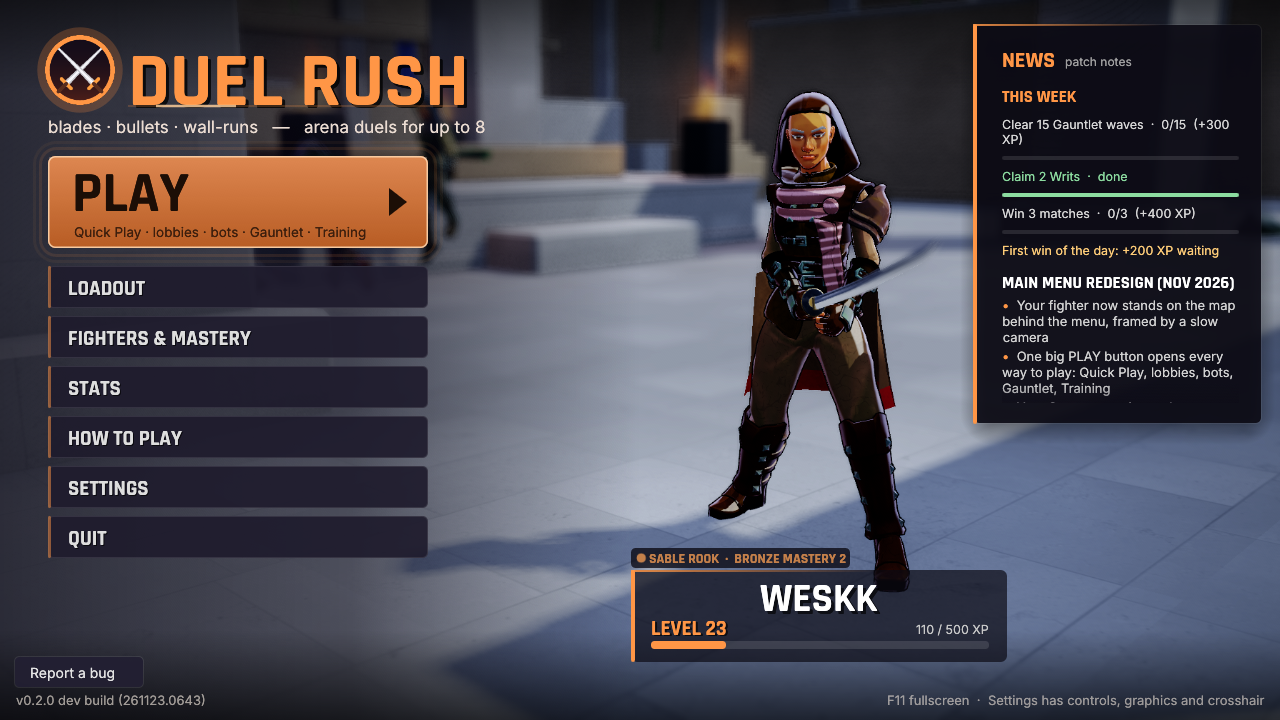 DUEL RUSH
blades · bullets · wall-runs — arena duels for up to 8
PLAY
Quick Play · lobbies · bots · Gauntlet · Training
LOADOUT
FIGHTERS & MASTERY
STATS
HOW TO PLAY
SETTINGS
QUIT
Report a bug
v0.2.0 dev build (261123.0643)
SABLE ROOK · BRONZE MASTERY 2
WESKK
LEVEL 23
110 / 500 XP
NEWS patch notes
THIS WEEK
Clear 15 Gauntlet waves · 0/15 (+300
XP)
Claim 2 Writs · done
Win 3 matches · 0/3 (+400 XP)
First win of the day: +200 XP waiting
MAIN MENU REDESIGN (NOV 2026)
• Your fighter now stands on the map
behind the menu, framed by a slow
camera
• One big PLAY button opens every
way to play: Quick Play, lobbies, bots,
Gauntlet, Training
F11 fullscreen · Settings has controls, graphics and crosshair